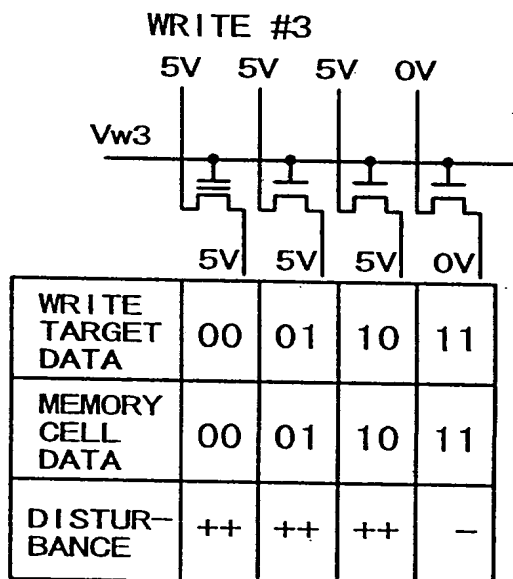 WRITE #3
5V 5V 5V 0V
Vw3
5V 5V 5V 0V
WRITE
TARGET
DATA
00 01 10 11
MEMORY
CELL
DATA
00 01 10 11
DISTUR-
BANCE
++ ++ ++ -